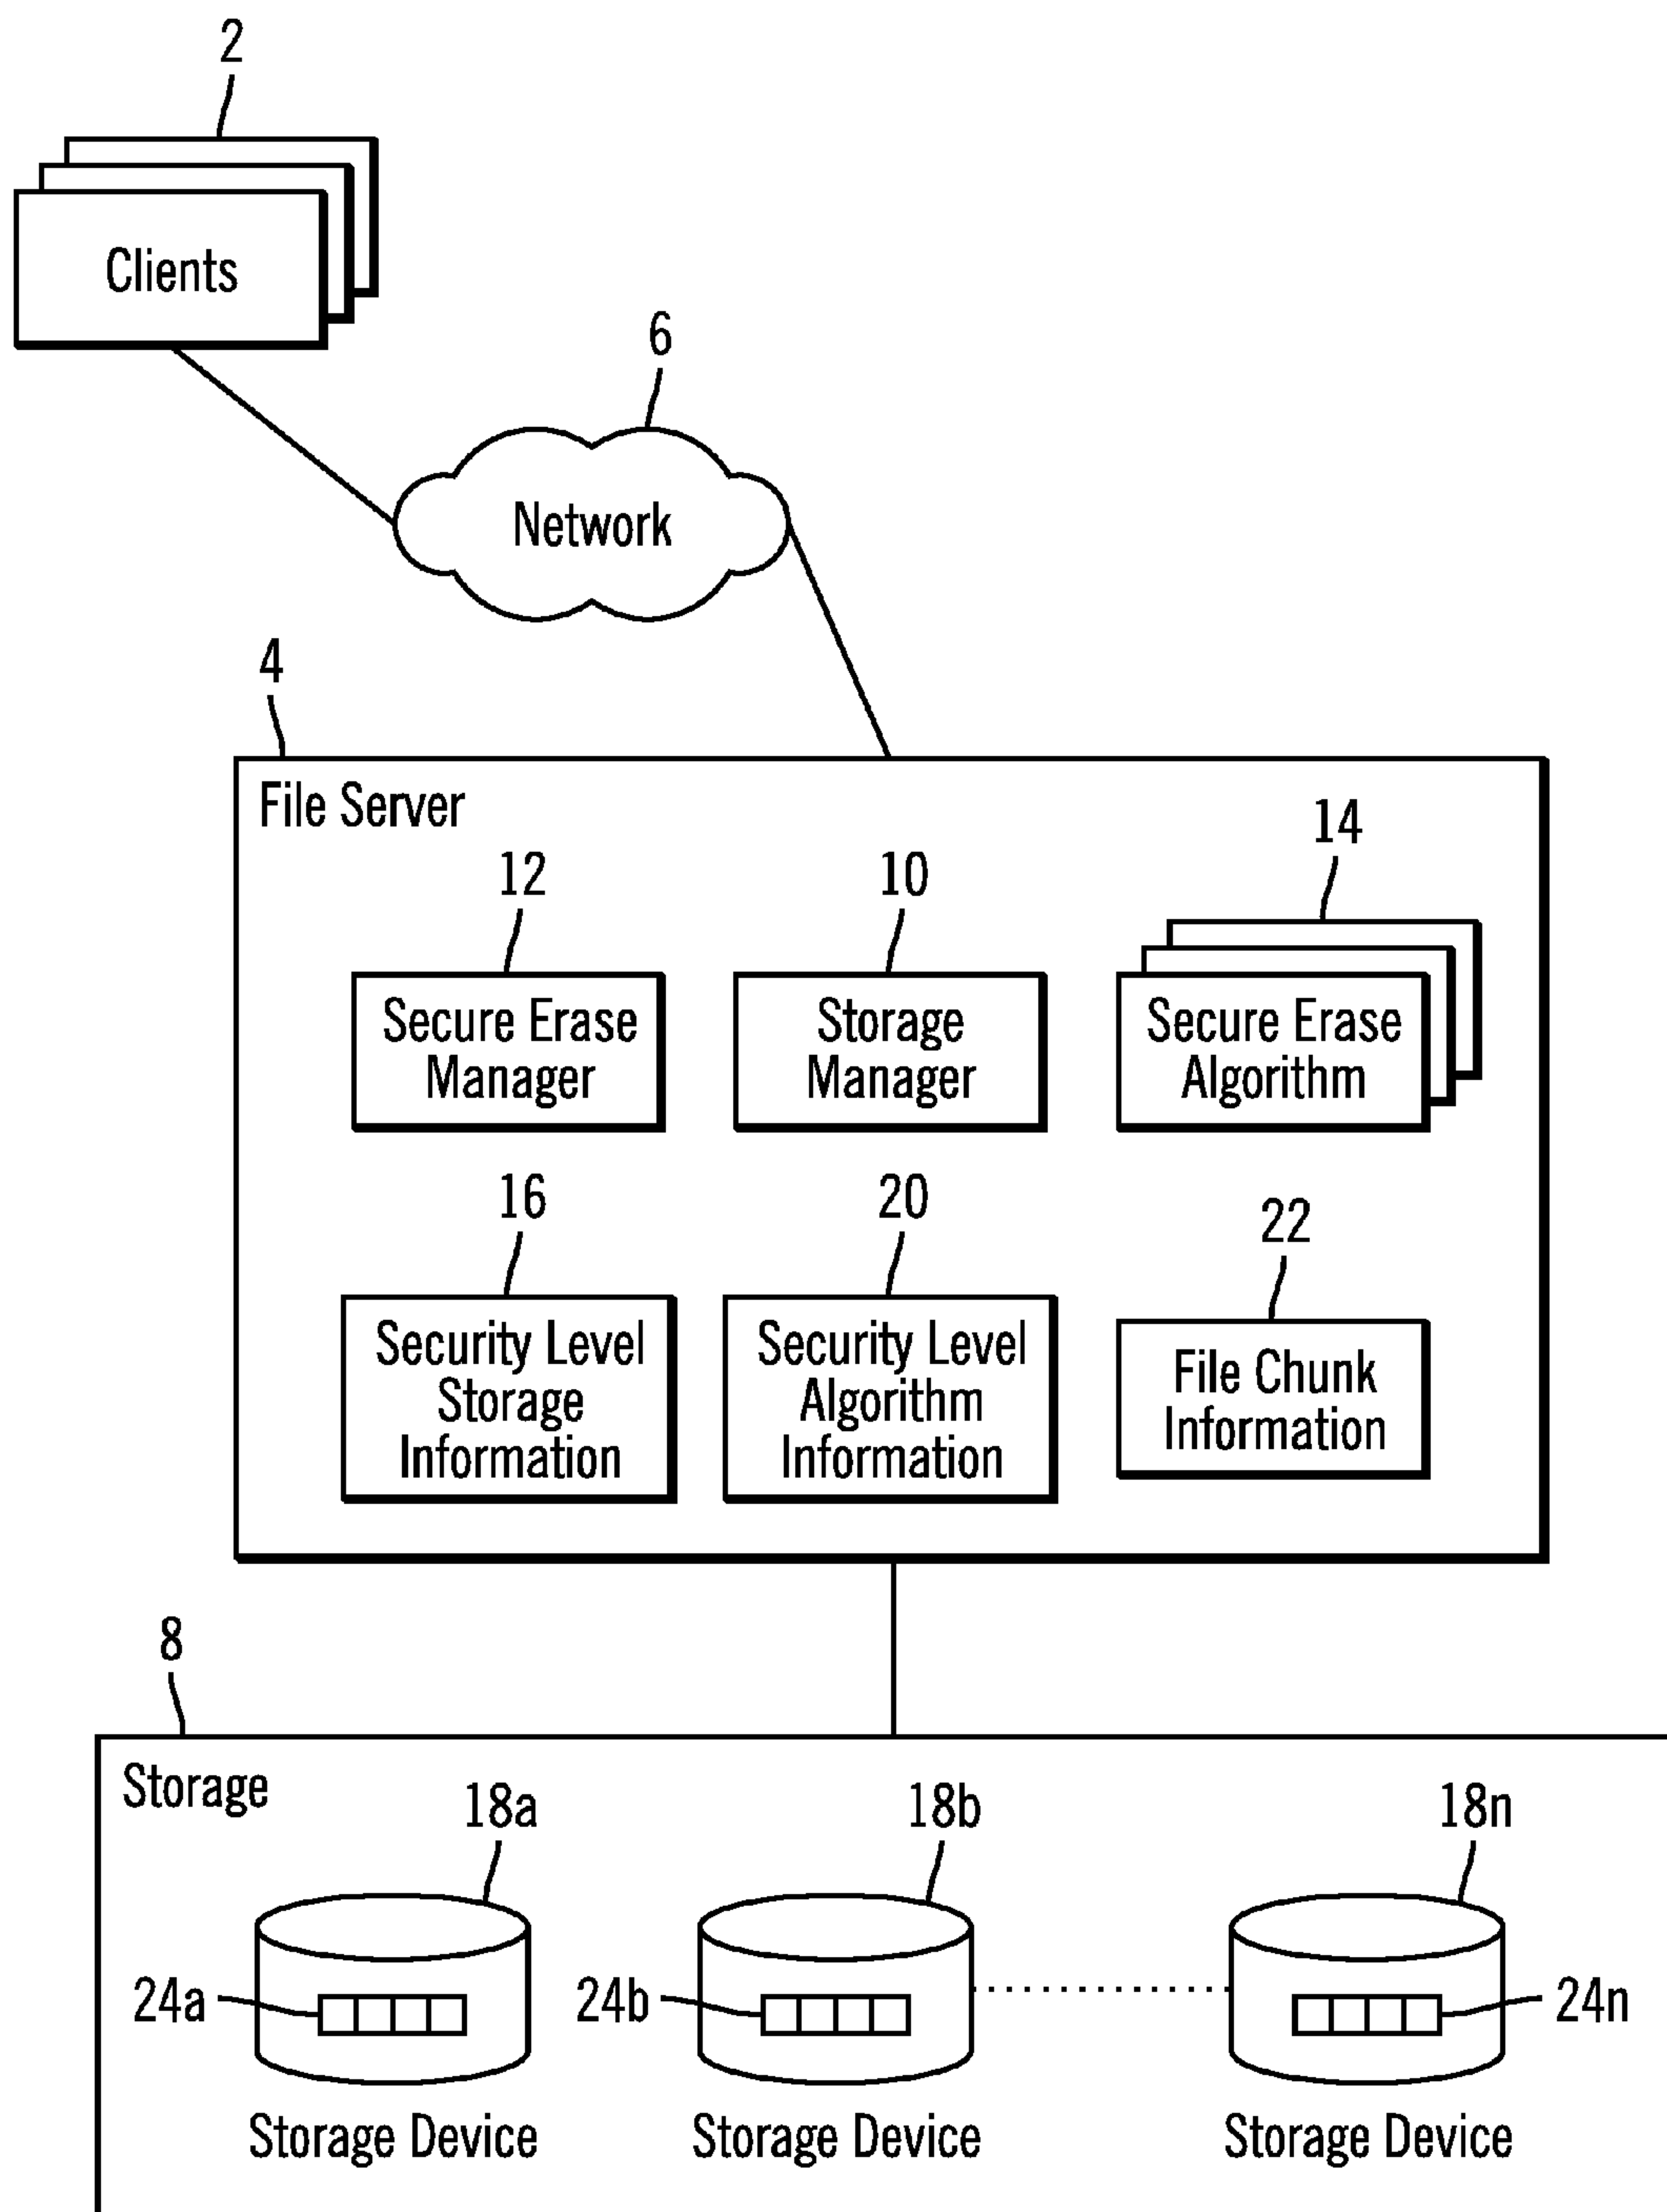 2
Clients
6
Network
4
File Server
14
12
10
Secure Erase
Manager
Storage
Manager
Secure Erase
Algorithm
16
20
22
Security Level
Storage
Information
Security Level
Algorithm
Information
File Chunk
Information
8
Storage
18a
18b
18n
24a
24b
24n
Storage Device
Storage Device
Storage Device